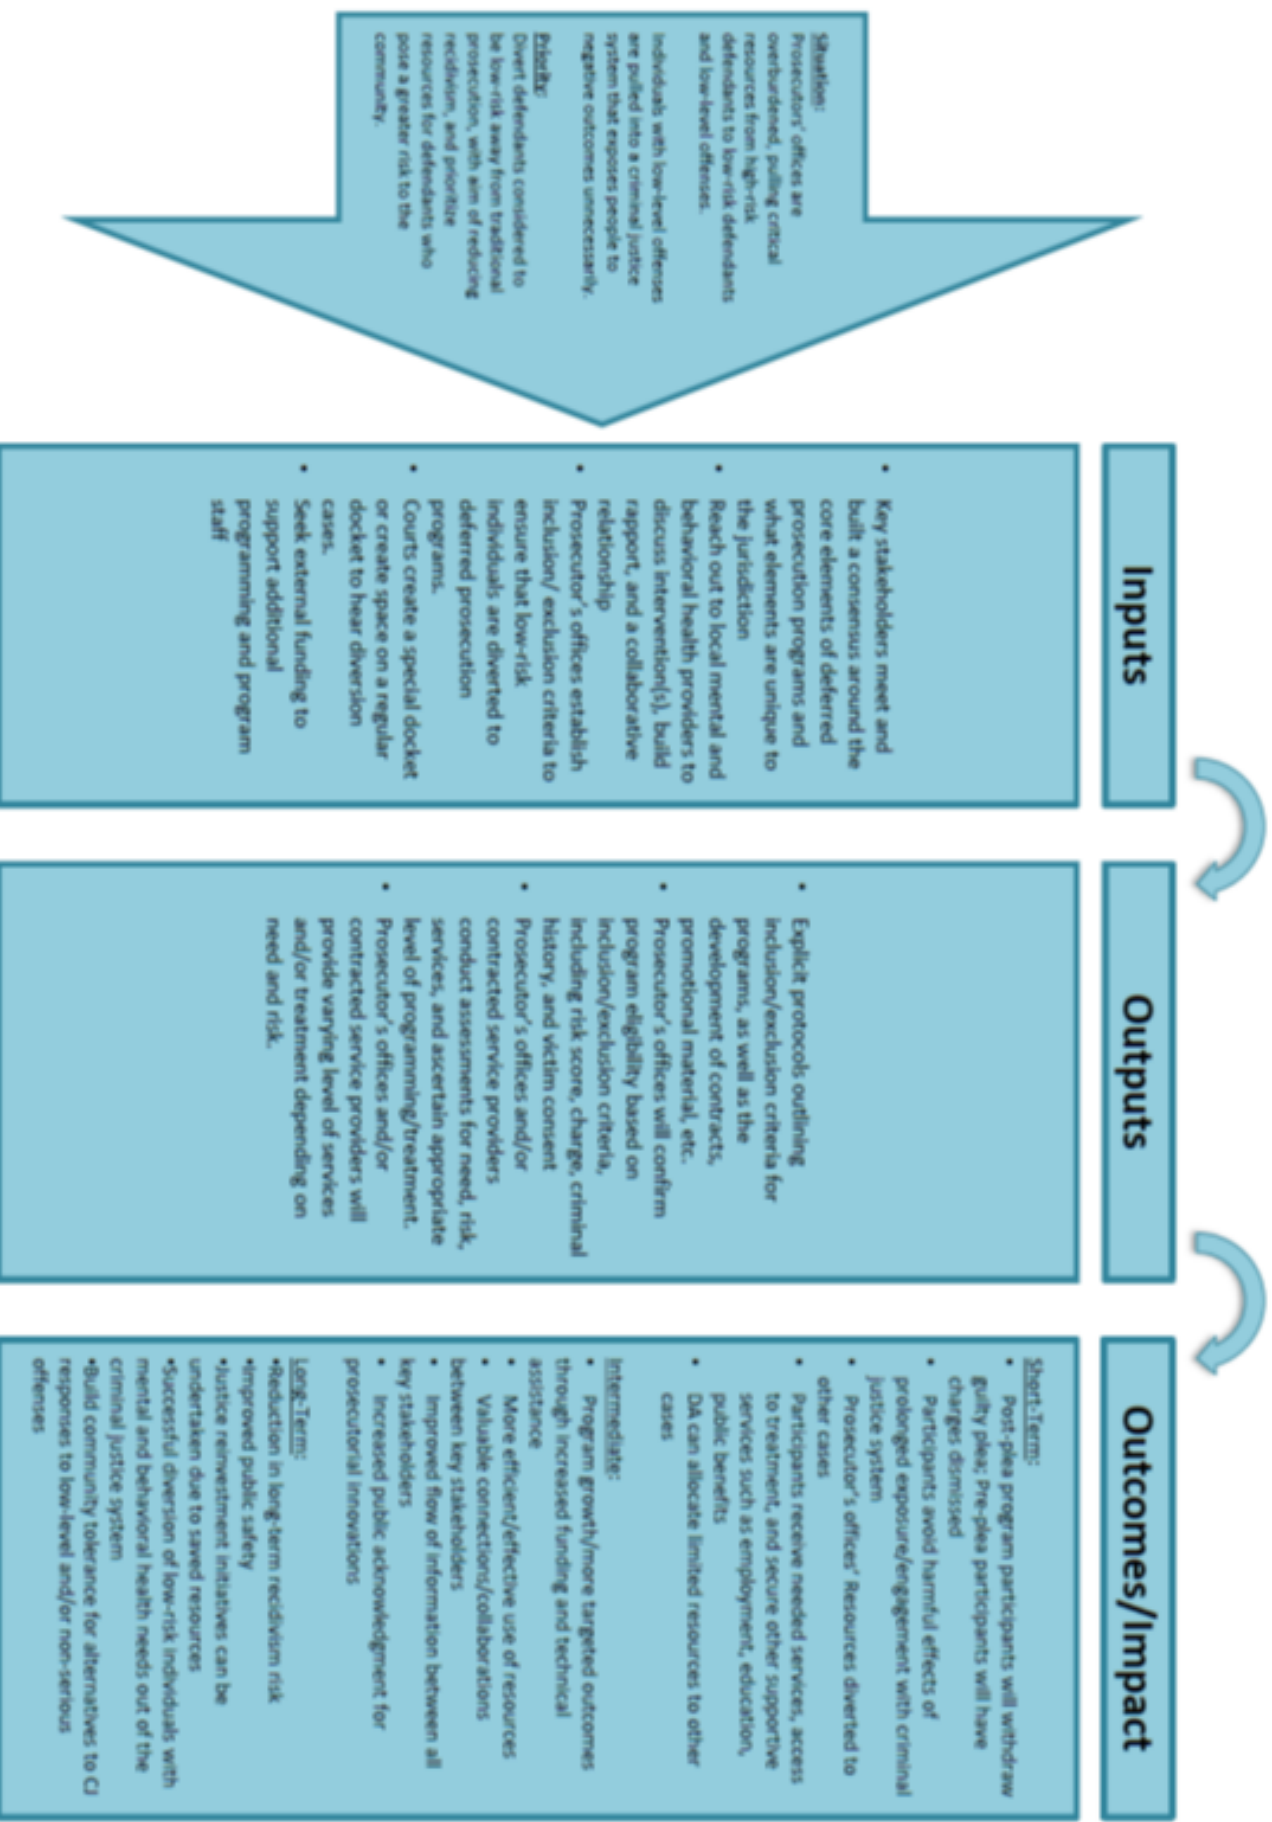 Situation:
Prosecutors' offices are
overburdened, pulling critical
resources from high-risk
defendants to low-risk defendants
and low-level offenses.
Individuals with low-level offenses
are pulled into a criminal justice
system that exposes people to
negative outcomes unnecessarily.
Priority:
Divert defendants considered to
be low-risk away from traditional
prosecution, with aim of reducing
recidivism, and prioritize
resources for defendants who
pose a greater risk to the
community.
Inputs
• Key stakeholders meet and
built a consensus around the
core elements of deferred
prosecution programs and
what elements are unique to
the jurisdiction
• Reach out to local mental and
behavioral health providers to
discuss intervention(s), build
rapport, and a collaborative
relationship
• Prosecutor's offices establish
inclusion/ exclusion criteria to
ensure that low-risk
individuals are diverted to
deferred prosecution
programs.
• Courts create a special docket
or create space on a regular
docket to hear diversion
cases.
• Seek external funding to
support additional
programming and program
staff
Outputs
• Explicit protocols outlining
inclusion/exclusion criteria for
programs, as well as the
development of contracts,
promotional material, etc.
• Prosecutor's offices will confirm
program eligibility based on
inclusion/exclusion criteria,
including risk score, charge, criminal
history, and victim consent
• Prosecutor's offices and/or
contracted service providers
conduct assessments for need, risk,
services, and ascertain appropriate
level of programming/treatment.
• Prosecutor's offices and/or
contracted service providers will
provide varying level of services
and/or treatment depending on
need and risk.
Outcomes/Impact
Short-Term:
• Post-plea program participants will withdraw
guilty plea; Pre-plea participants will have
charges dismissed
• Participants avoid harmful effects of
prolonged exposure/engagement with criminal
justice system
• Prosecutor's offices' Resources diverted to
other cases
• Participants receive needed services, access
to treatment, and secure other supportive
services such as employment, education,
public benefits
• DA can allocate limited resources to other
cases
Intermediate:
• Program growth/more targeted outcomes
through increased funding and technical
assistance
• More efficient/effective use of resources
• Valuable connections/collaborations
between key stakeholders
• Improved flow of information between all
key stakeholders
• Increased public acknowledgment for
prosecutorial innovations
Long-Term:
•Reduction in long-term recidivism risk
•Improved public safety
•Justice reinvestment initiatives can be
undertaken due to saved resources
•Successful diversion of low-risk individuals with
mental and behavioral health needs out of the
criminal justice system
•Build community tolerance for alternatives to CJ
responses to low-level and/or non-serious
offenses